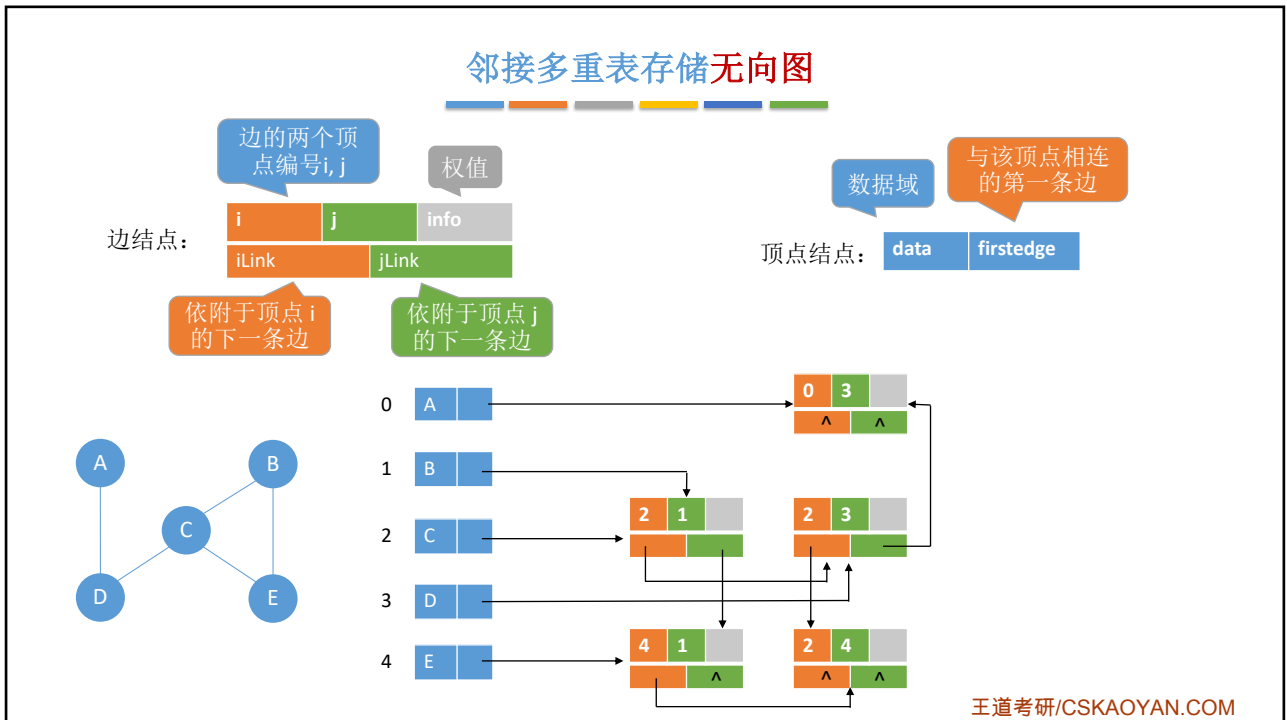 邻接多重表存储无向图
边的两个顶
点编号i, j
权值
边结点：
i j info
iLink jLink
依附于顶点 i
的下一条边
依附于顶点 j
的下一条边
数据域
与该顶点相连
的第一条边
顶点结点：
data firstedge
A
B
C
D
E
0 A
0 3
^ ^
1 B
2 C
2 1
2 3
3 D
4 E
4 1
^
2 4
^ ^
王道考研/CSKAOYAN.COM